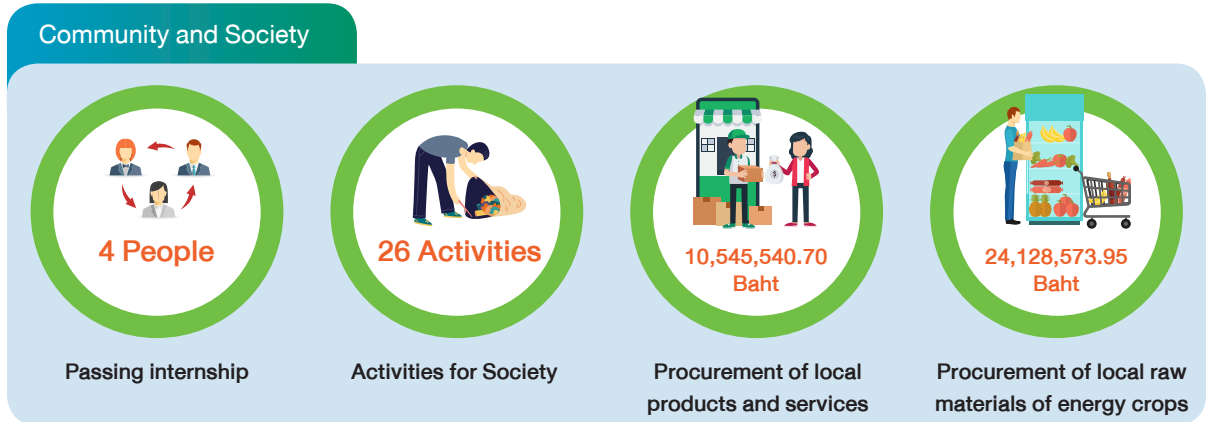 Community and Society
4 People
26 Activities
10,545,540.70
Baht
24,128,573.95
Baht
Passing internship
Activities for Society
Procurement of local
products and services
Procurement of local raw
materials of energy crops